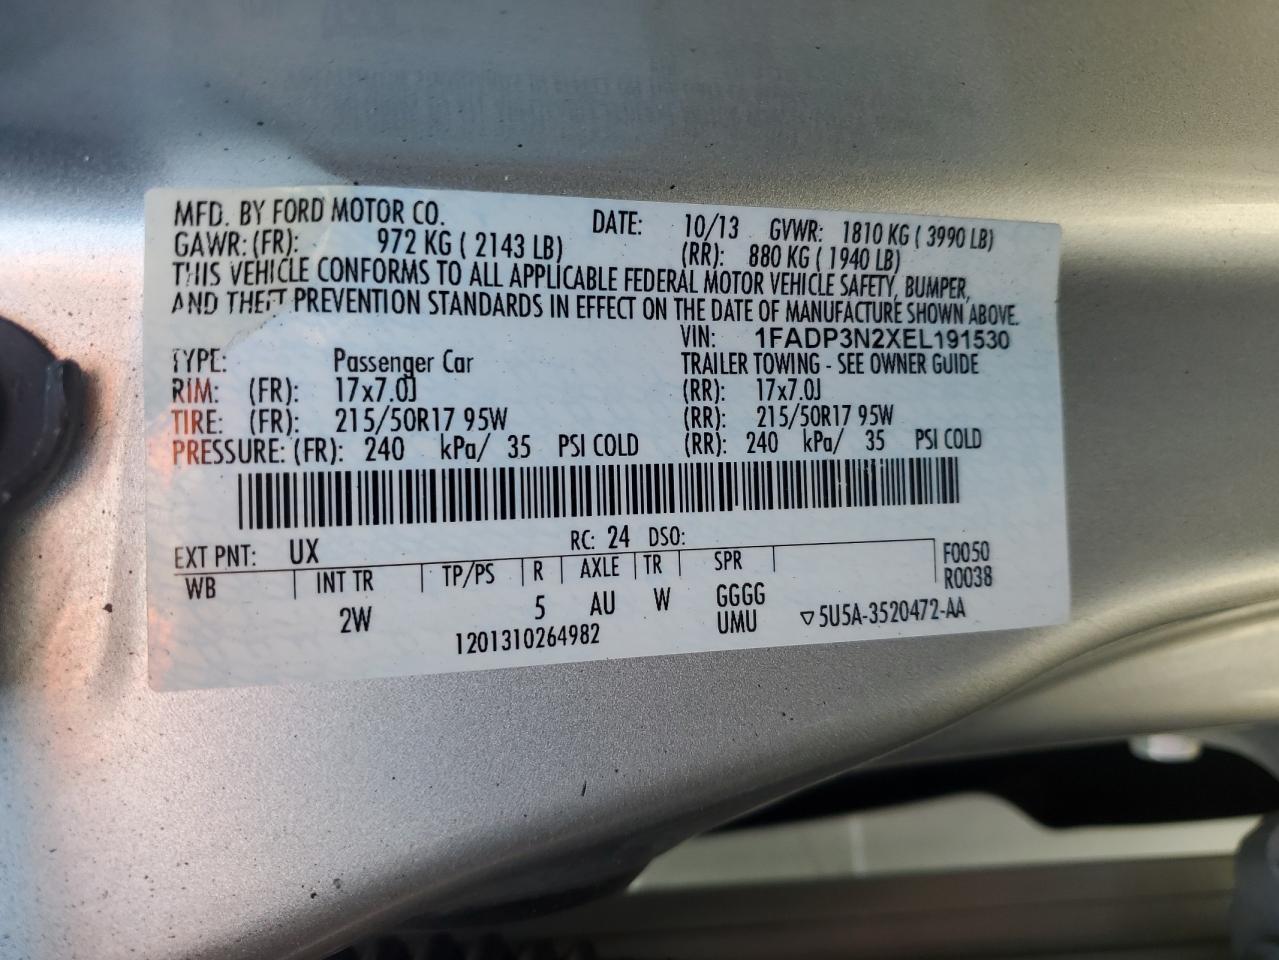 MFD. BY FORD MOTOR CO. DATE: 10/13 GVWR: 1810 KG ( 3990 LB)
GAWR: (FR): 972 KG ( 2143 LB) (RR): 880 KG ( 1940 LB)
THIS VEHICLE CONFORMS TO ALL APPLICABLE FEDERAL MOTOR VEHICLE SAFETY, BUMPER,
AND THEFT PREVENTION STANDARDS IN EFFECT ON THE DATE OF MANUFACTURE SHOWN ABOVE.
VIN: 1FADP3N2XEL191530
TYPE: Passenger Car TRAILER TOWING - SEE OWNER GUIDE
RIM: (FR): 17x7.0J (RR): 17x7.0J
TIRE: (FR): 215/50R17 95W (RR): 215/50R17 95W
PRESSURE: (FR): 240 kPa/ 35 PSI COLD (RR): 240 kPa/ 35 PSI COLD
EXT PNT: UX RC: 24 DSO:
WB INT TR TP/PS R AXLE TR SPR F0050
R0038
2W 5 AU W GGGG
1201310264982 UMU ▽5U5A-3520472-AA